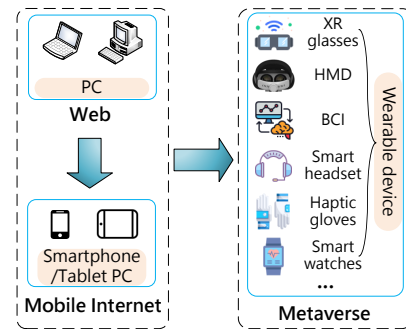 PC
Web
Smartphone
/Tablet PC
Mobile Internet
XR
glasses
HMD
BCI
Smart
headset
Haptic
gloves
Smart
watches
...
Wearable device
Metaverse